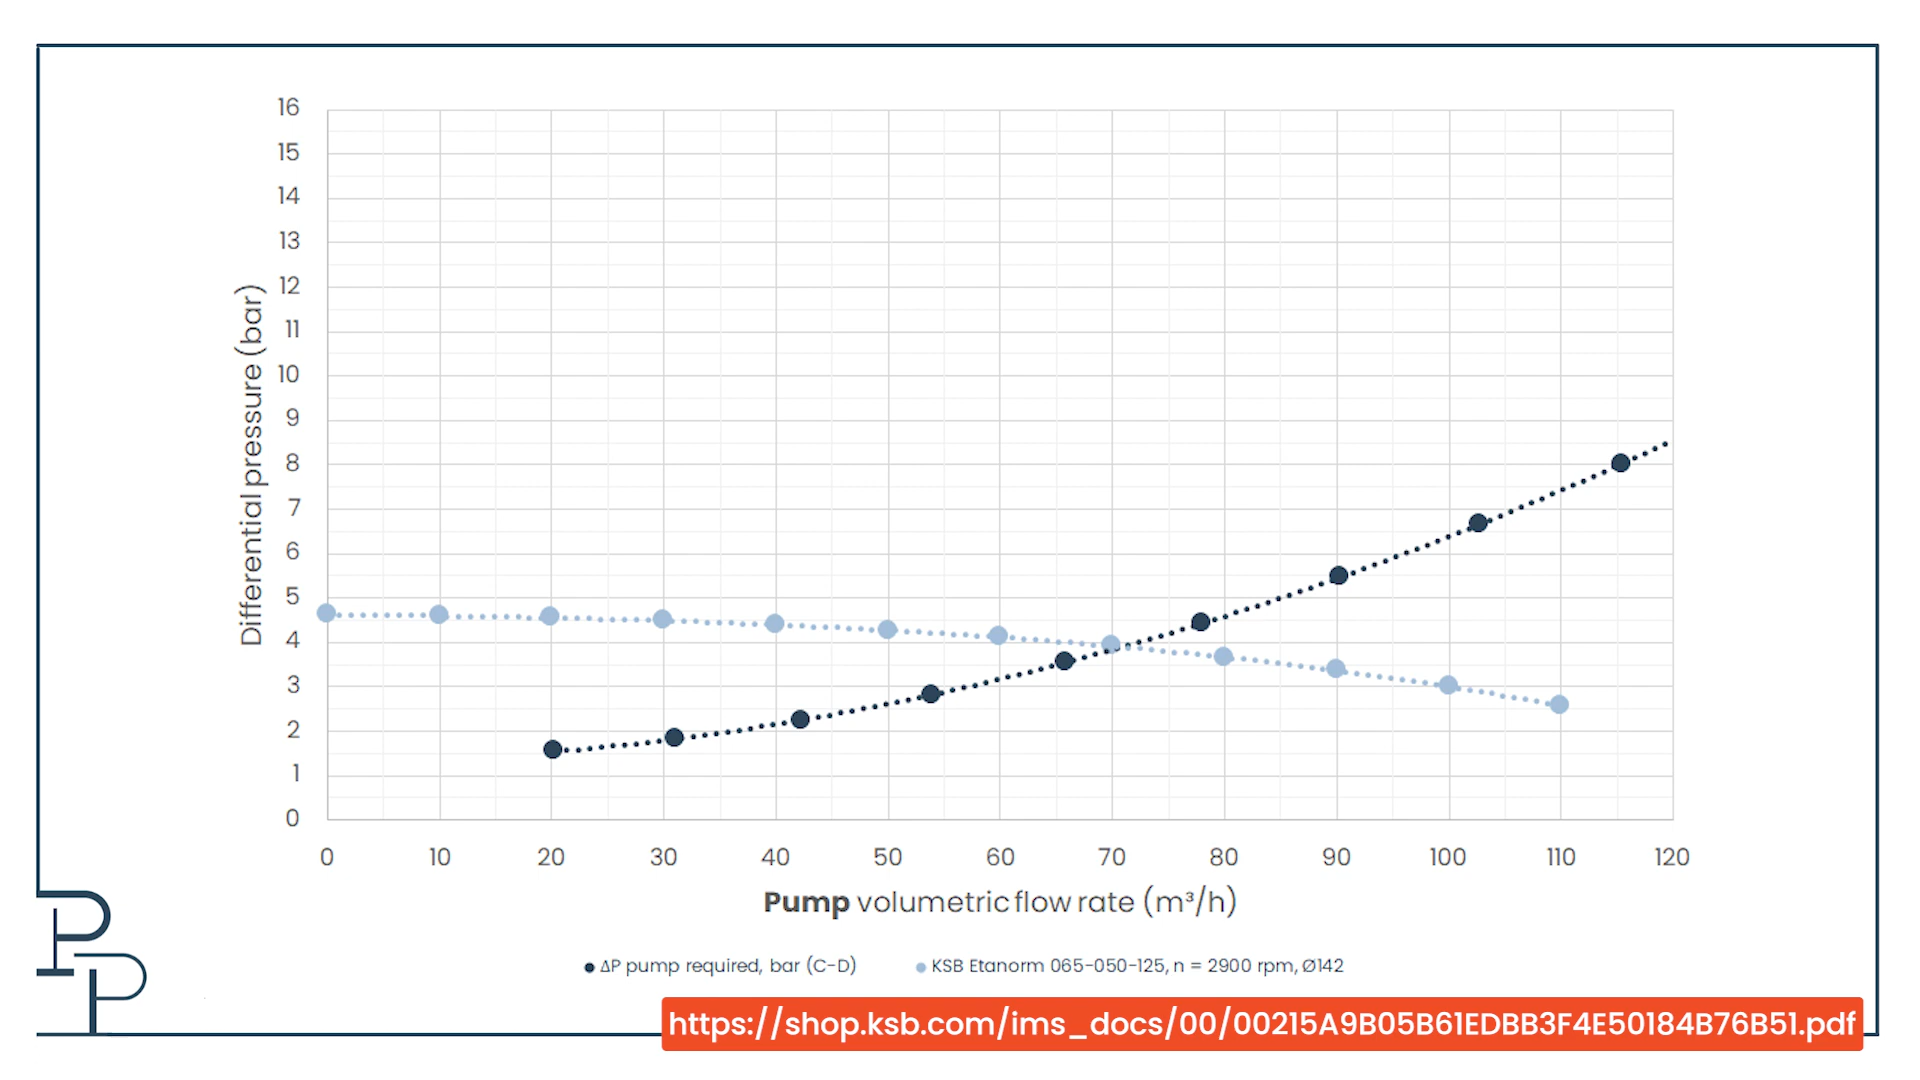 16
15
14
13
12
11
10
9
8
7
6
5
4
3
2
1
0
Differential pressure (bar)
0 10 20 30 40 50 60 70 80 90 100 110 120
Pump volumetric flow rate (m³/h)
ΔP pump required, bar (C-D) KSB Etanorm 065-050-125, n = 2900 rpm, Ø142
PP
https://shop.ksb.com/ims_docs/00/00215A9B05B61EDBB3F4E50184B76B51.pdf